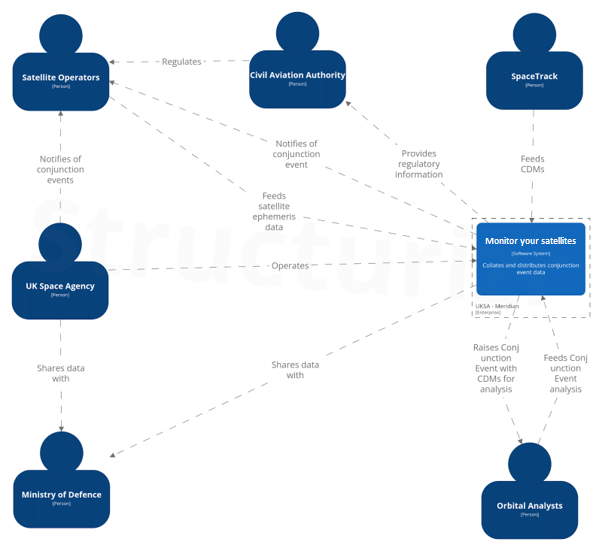 Satellite Operators
[Person]
Regulates
Civil Aviation Authority
[Person]
SpaceTrack
[Person]
Notifies of
conjunction
events
Notifies of
conjunction
event
Provides
regulatory
information
Feeds
CDMs
Feeds
satellite
ephemeris
data
Structuri
Monitor your satellites
[Software System]
Collates and distributes conjunction
event data
UKSA - Meridian
[Enterprise]
UK Space Agency
[Person]
Operates
Shares data
with
Shares data
with
Raises Conj
unction
Event with
CDMs for
analysis
Feeds Conj
unction
Event
analysis
Ministry of Defence
[Person]
Orbital Analysts
[Person]